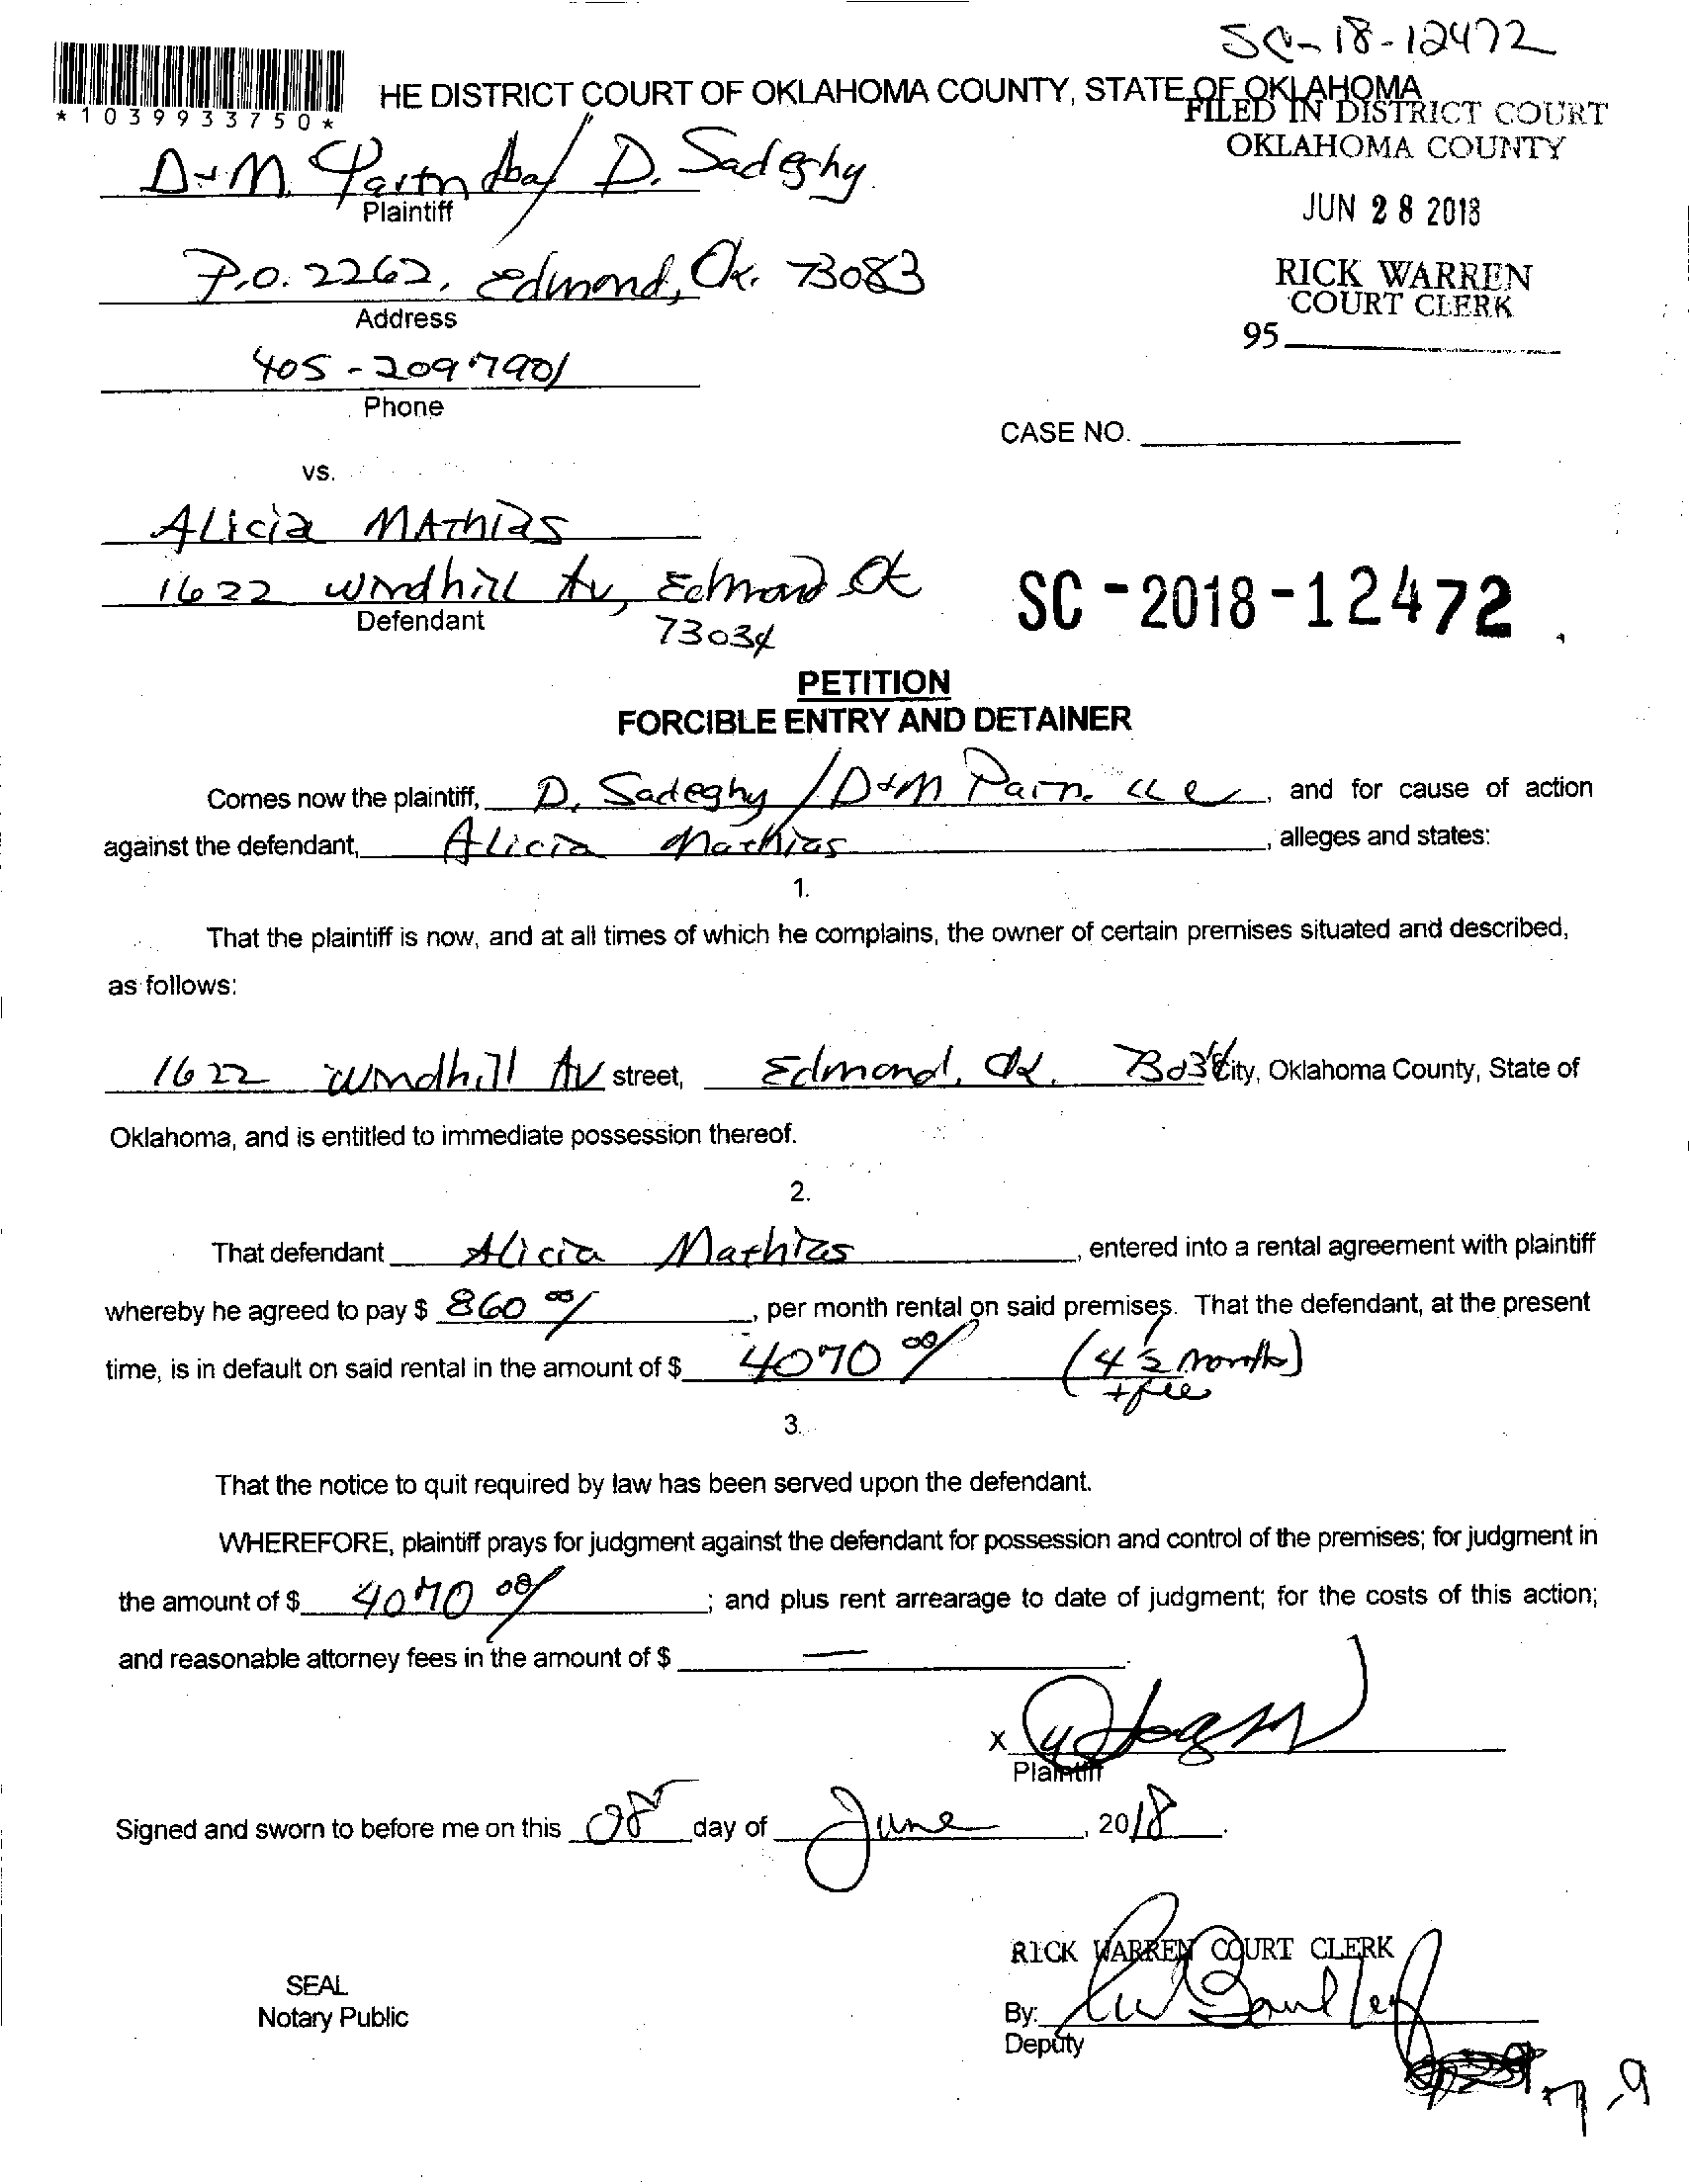 SC-18-12472
HE DISTRICT COURT OF OKLAHOMA COUNTY, STATE OF OKLAHOMA
*1039933750*
FILED IN DISTRICT COURT
OKLAHOMA COUNTY
D+M. Partn dba/ D. Sadeghy
Plaintiff
JUN 28 2018
P.O. 2262, Edmond, Ok. 73083
Address
RICK WARREN
COURT CLERK
95
405-209-7901
Phone
CASE NO.
vs.
Alicia MAThias
1622 windhill Av, Edmond Ok
Defendant
73034
SC-2018-12472
PETITION
FORCIBLE ENTRY AND DETAINER
Comes now the plaintiff, D. Sadeghy / D+M Parn. LLC, and for cause of action
against the defendant, Alicia Mathias, alleges and states:
1.
That the plaintiff is now, and at all times of which he complains, the owner of certain premises situated and described,
as follows:
1622 windhill Av street, Edmond, Ok. 73034 City, Oklahoma County, State of
Oklahoma, and is entitled to immediate possession thereof.
2.
That defendant Alicia Mathias, entered into a rental agreement with plaintiff
whereby he agreed to pay $ 860 00/, per month rental on said premises. That the defendant, at the present
time, is in default on said rental in the amount of $ 4070 00/ (4 1/2 months)
+fee
3.
That the notice to quit required by law has been served upon the defendant.
WHEREFORE, plaintiff prays for judgment against the defendant for possession and control of the premises; for judgment in
the amount of $ 4070 00/; and plus rent arrearage to date of judgment; for the costs of this action;
and reasonable attorney fees in the amount of $ —
X
Plaintiff
Signed and sworn to before me on this day of June, 2018.
RICK WARREN COURT CLERK
SEAL
Notary Public
By:
Deputy